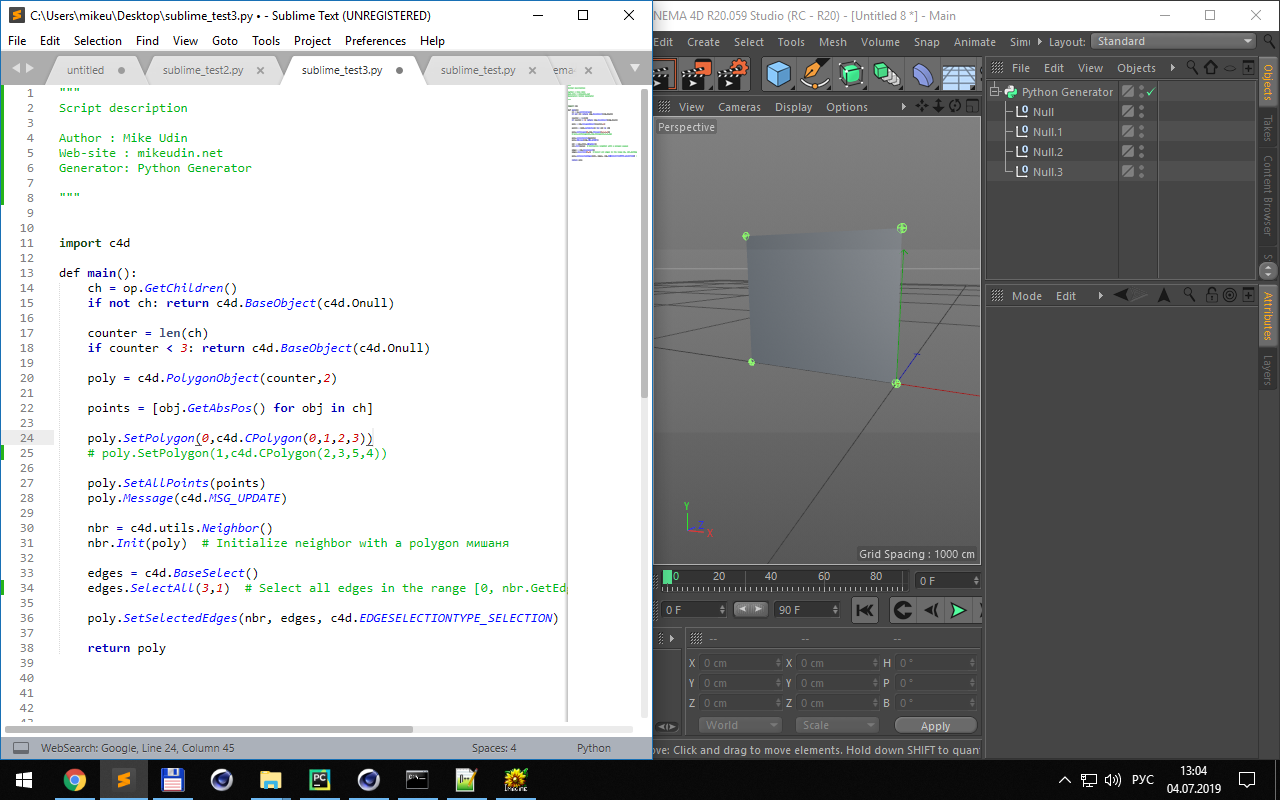 C:\Users\mikeu\Desktop\sublime_test3.py • - Sublime Text (UNREGISTERED)
File Edit Selection Find View Goto Tools Project Preferences Help
untitled sublime_test2.py sublime_test3.py sublime_test.py
1 """
2 Script description
3
4 Author : Mike Udin
5 Web-site : mikeudin.net
6 Generator: Python Generator
7
8 """
9
10
11 import c4d
12
13 def main():
14 ch = op.GetChildren()
15 if not ch: return c4d.BaseObject(c4d.Onull)
16
17 counter = len(ch)
18 if counter < 3: return c4d.BaseObject(c4d.Onull)
19
20 poly = c4d.PolygonObject(counter,2)
21
22 points = [obj.GetAbsPos() for obj in ch]
23
24 poly.SetPolygon(0,c4d.CPolygon(0,1,2,3))
25 # poly.SetPolygon(1,c4d.CPolygon(2,3,5,4))
26
27 poly.SetAllPoints(points)
28 poly.Message(c4d.MSG_UPDATE)
29
30 nbr = c4d.utils.Neighbor()
31 nbr.Init(poly)  # Initialize neighbor with a polygon мишаня
32
33 edges = c4d.BaseSelect()
34 edges.SelectAll(3,1)  # Select all edges in the range [0, nbr.GetEd
35
36 poly.SetSelectedEdges(nbr, edges, c4d.EDGESELECTIONTYPE_SELECTION)
37
38 return poly
39
40
41
42
WebSearch: Google, Line 24, Column 45 Spaces: 4 Python
NEMA 4D R20.059 Studio (RC - R20) - [Untitled 8 *] - Main
Edit Create Select Tools Mesh Volume Snap Animate Simu Layout: Standard
View Cameras Display Options
Perspective
Y
Z
X
Grid Spacing : 1000 cm
0 20 40 60 80 0 F
0 F 90 F
-- -- --
X 0 cm X 0 cm H 0 °
Y 0 cm Y 0 cm P 0 °
Z 0 cm Z 0 cm B 0 °
World Scale Apply
ove: Click and drag to move elements. Hold down SHIFT to quan
File Edit View Objects
Python Generator
Null
Null.1
Null.2
Null.3
Objects
Takes
Content Browser
Mode Edit
Attributes
Layers
РУС
13:04
04.07.2019